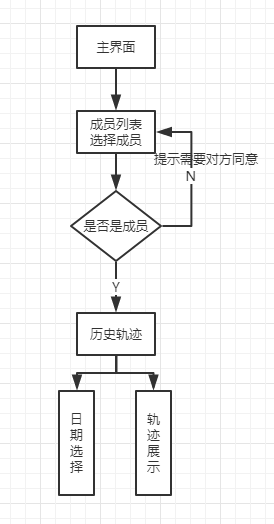 主界面
成员列表
选择成员
提示需要对方同意
N
是否是成员
Y
历史轨迹
日期选择
轨迹展示